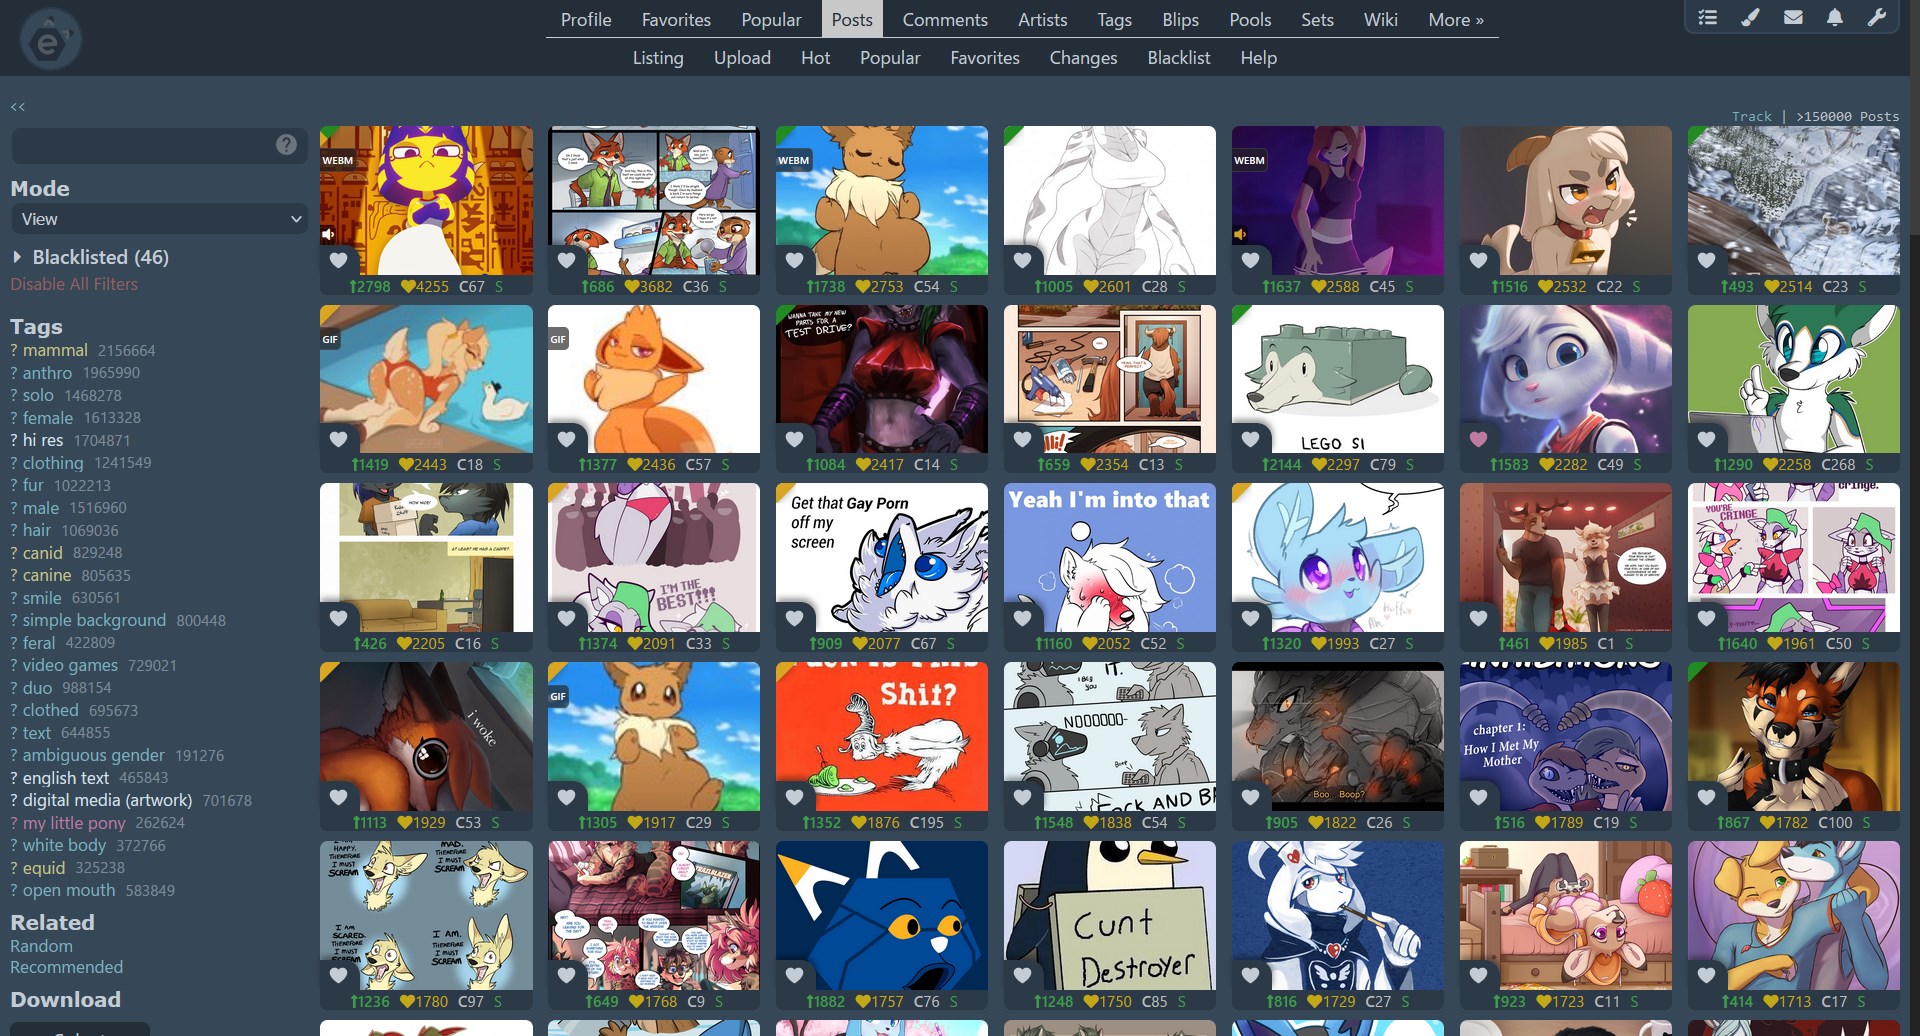 Profile Favorites Popular Posts Comments Artists Tags Blips Pools Sets Wiki More »
Listing Upload Hot Popular Favorites Changes Blacklist Help
<<
Track | >150000 Posts
Mode
View
Blacklisted (46)
Disable All Filters
Tags
? mammal 2156664
? anthro 1965990
? solo 1468278
? female 1613328
? hi res 1704871
? clothing 1241549
? fur 1022213
? male 1516960
? hair 1069036
? canid 829248
? canine 805635
? smile 630561
? simple background 800448
? feral 422809
? video games 729021
? duo 988154
? clothed 695673
? text 644855
? ambiguous gender 191276
? english text 465843
? digital media (artwork) 701678
? my little pony 262624
? white body 372766
? equid 325238
? open mouth 583849
Related
Random
Recommended
Download
WEBM
WEBM
WEBM
↑2798 ♥4255 C67 S
↑686 ♥3682 C36 S
↑1738 ♥2753 C54 S
↑1005 ♥2601 C28 S
↑1637 ♥2588 C45 S
↑1516 ♥2532 C22 S
↑493 ♥2514 C23 S
GIF
GIF
WANNA TAKE MY NEW
PARTS FOR A
TEST DRIVE?
LEGO SI
↑1419 ♥2443 C18 S
↑1377 ♥2436 C57 S
↑1084 ♥2417 C14 S
↑659 ♥2354 C13 S
↑2144 ♥2297 C79 S
↑1583 ♥2282 C49 S
↑1290 ♥2258 C268 S
HOW NICE!
AT LEAST HE HAS A CARPET.
I'M THE
BEST!!!
Get that Gay Porn
off my
screen
Yeah I'm into that
cringe.
YOU'RE
CRINGE
↑426 ♥2205 C16 S
↑1374 ♥2091 C33 S
↑909 ♥2077 C67 S
↑1160 ♥2052 C52 S
↑1320 ♥1993 C27 S
↑461 ♥1985 C1 S
↑1640 ♥1961 C50 S
i woke
GIF
Shit?
IT.
I BEG
YOU
NOOOOOO-
Boop
- Boo.. Boop?
chapter 1:
How I Met My
Mother
↑1113 ♥1929 C53 S
↑1305 ♥1917 C29 S
↑1352 ♥1876 C195 S
↑1548 ♥1838 C54 S
↑905 ♥1822 C26 S
↑516 ♥1789 C19 S
↑867 ♥1782 C100 S
HAPPY. THEREFORE
I MUST
SCREAM
MAD.
THEREFORE
I MUST
SCREAM
I AM
SCARED.
THEREFORE
I MUST
SCREAM
I AM.
THEREFORE
I MUST
SCREAM
TRAILBLAZER
Cunt
Destroyer
↑1236 ♥1780 C97 S
↑649 ♥1768 C9 S
↑1882 ♥1757 C76 S
↑1248 ♥1750 C85 S
↑816 ♥1729 C27 S
↑923 ♥1723 C11 S
↑414 ♥1713 C17 S